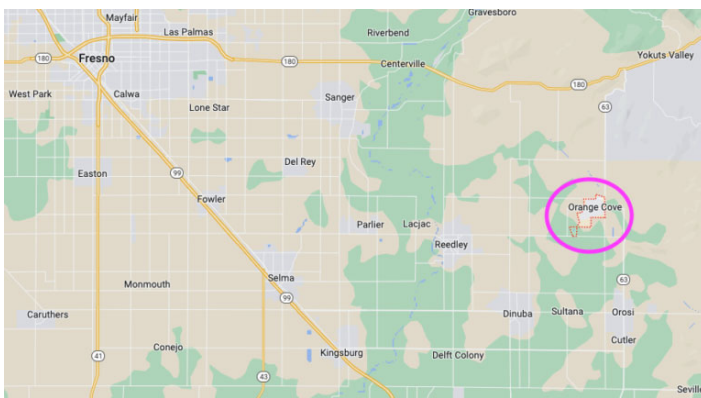 Gravesboro
Mayfair
Las Palmas
Riverbend
180
Fresno
180
Centerville
Yokuts Valley
180
West Park
Calwa
Lone Star
Sanger
63
Del Rey
Easton
99
Fowler
Orange Cove
Parlier
Lacjac
Reedley
Selma
63
Monmouth
99
Caruthers
Dinuba
Sultana
Orosi
Cutler
Conejo
41
Kingsburg
Delft Colony
43
Seville